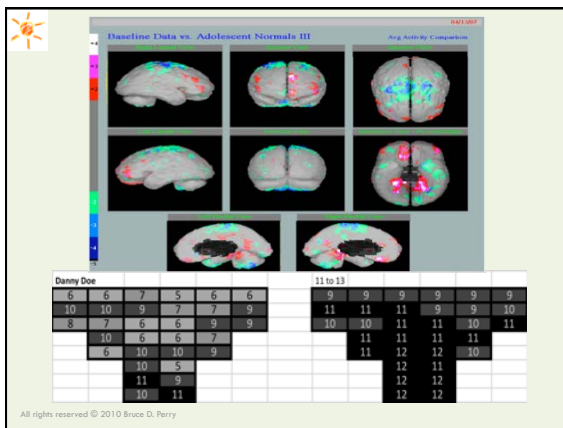 04/13/07
Baseline Data vs. Adolescent Normals III
Avg Activity Comparison
Danny Doe
11 to 13
6 6 7 5 6 6
9 9 9 9 9 9
10 10 9 7 7 9
11 11 11 9 9 10
8 7 6 6 9 9
10 10 11 11 10 11
10 6 6 7
11 11 11 11
6 10 10 9
11 12 12 10
10 5
12 11
11 9
12 12
10 11
12 12
All rights reserved © 2010 Bruce D. Perry